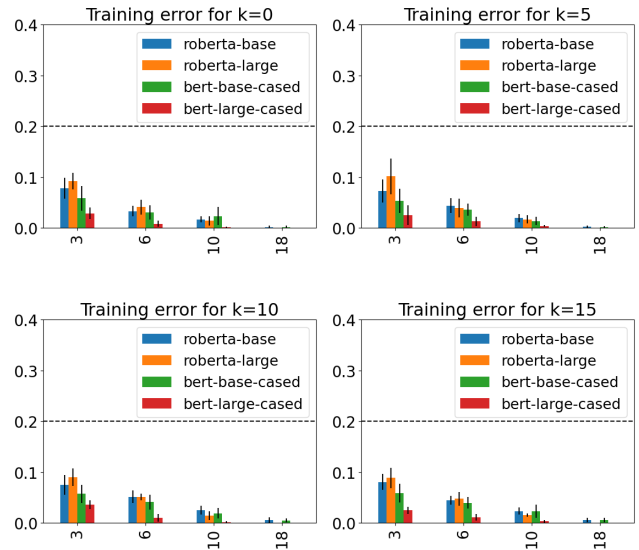 Training error for k=0
0.4
0.3
0.2
0.1
0.0
roberta-base
roberta-large
bert-base-cased
bert-large-cased
3
6
10
18
Training error for k=5
0.4
0.3
0.2
0.1
0.0
roberta-base
roberta-large
bert-base-cased
bert-large-cased
3
6
10
18
Training error for k=10
0.4
0.3
0.2
0.1
0.0
roberta-base
roberta-large
bert-base-cased
bert-large-cased
3
6
10
18
Training error for k=15
0.4
0.3
0.2
0.1
0.0
roberta-base
roberta-large
bert-base-cased
bert-large-cased
3
6
10
18